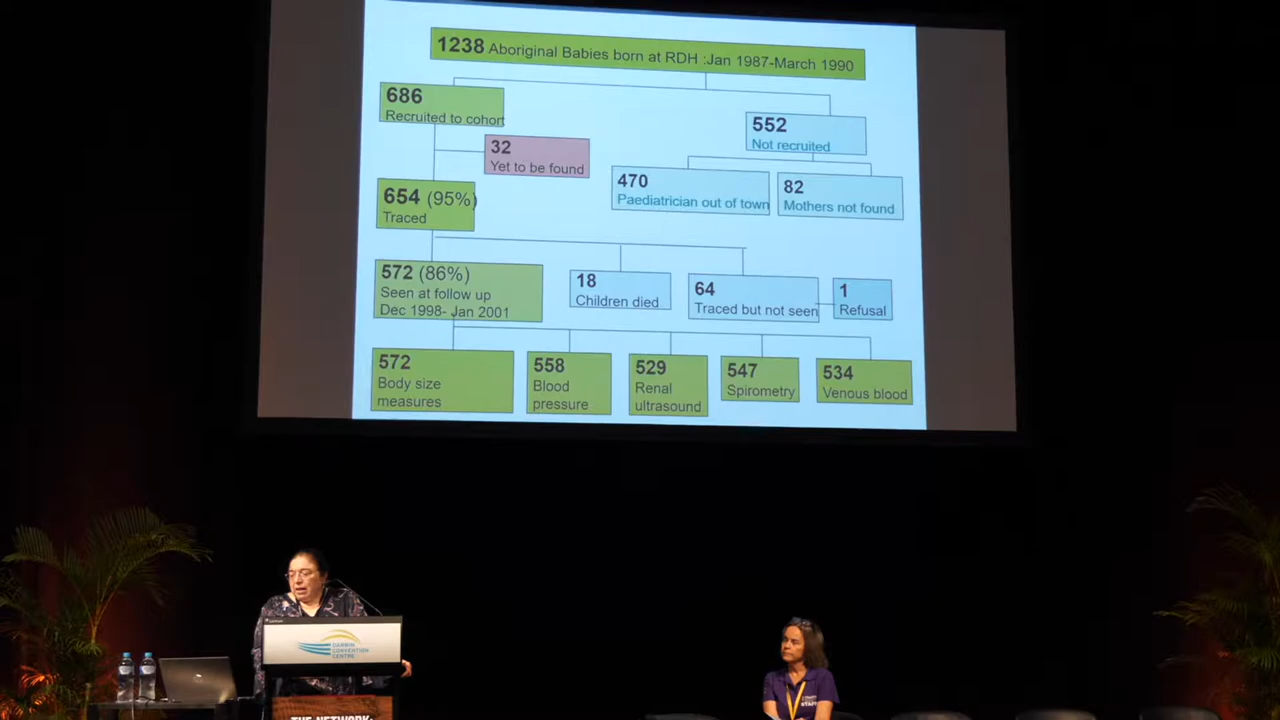 1238 Aboriginal Babies born at RDH :Jan 1987-March 1990
686
Recruited to cohort
552
Not recruited
32
Yet to be found
470
Paediatrician out of town
82
Mothers not found
654 (95%)
Traced
572 (86%)
Seen at follow up
Dec 1998- Jan 2001
18
Children died
64
Traced but not seen
1
Refusal
572
Body size
measures
558
Blood
pressure
529
Renal
ultrasound
547
Spirometry
534
Venous blood
DARWIN
CONVENTION
CENTRE
THE NETWORK:
STAFF